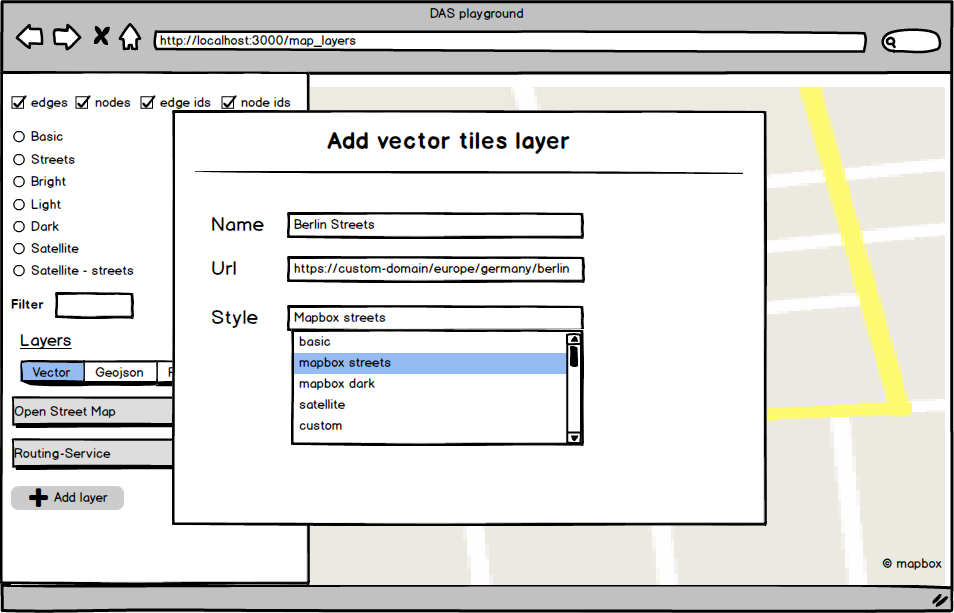 DAS playground
http://localhost:3000/map_layers
edges nodes edge ids node ids
Basic
Streets
Bright
Light
Dark
Satellite
Satellite - streets
Filter
Layers
Vector Geojson
Open Street Map
Routing-Service
Add layer
Add vector tiles layer
Name Berlin Streets
Url https://custom-domain/europe/germany/berlin
Style Mapbox streets
basic
mapbox streets
mapbox dark
satellite
custom
© mapbox